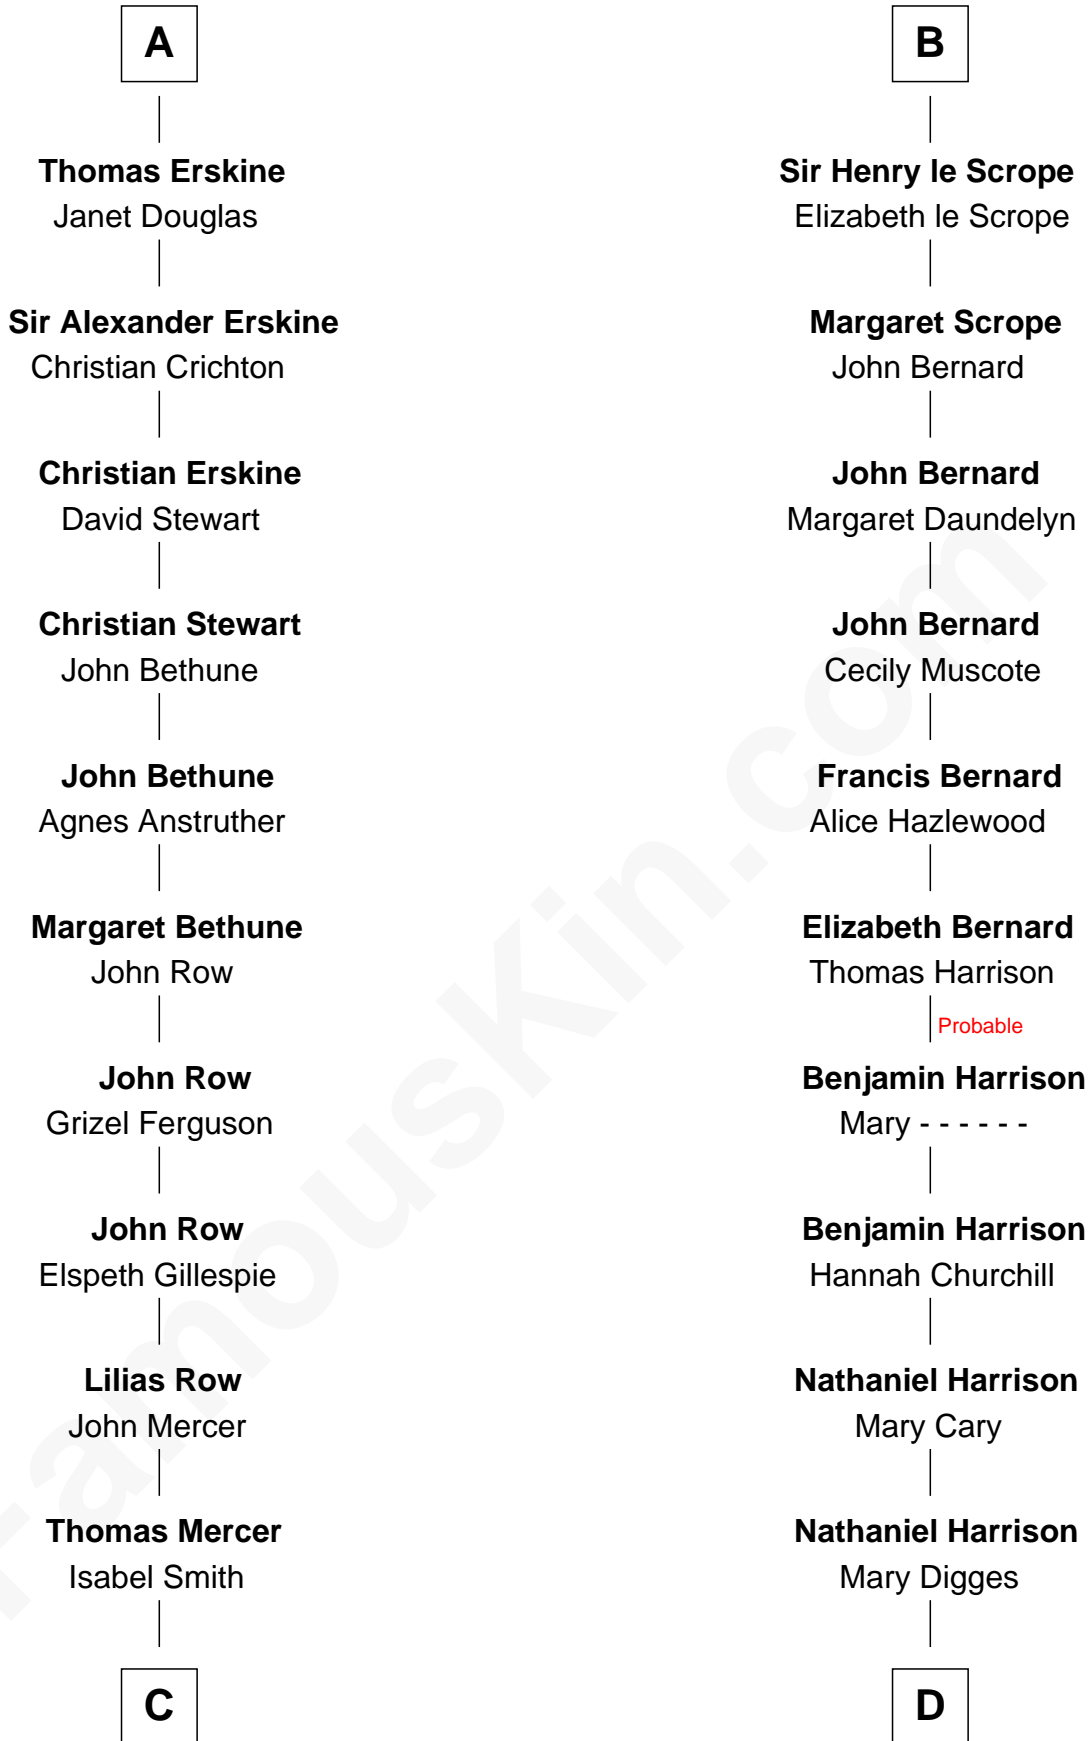 A
Thomas Erskine
Janet Douglas
Sir Alexander Erskine
Christian Crichton
Christian Erskine
David Stewart
Christian Stewart
John Bethune
John Bethune
Agnes Anstruther
Margaret Bethune
John Row
John Row
Grizel Ferguson
John Row
Elspeth Gillespie
Lilias Row
John Mercer
Thomas Mercer
Isabel Smith
C
B
Sir Henry le Scrope
Elizabeth le Scrope
Margaret Scrope
John Bernard
John Bernard
Margaret Daundelyn
John Bernard
Cecily Muscote
Francis Bernard
Alice Hazlewood
Elizabeth Bernard
Thomas Harrison
Probable
Benjamin Harrison
Mary - - - - - -
Benjamin Harrison
Hannah Churchill
Nathaniel Harrison
Mary Cary
Nathaniel Harrison
Mary Digges
D
FamousKin.com